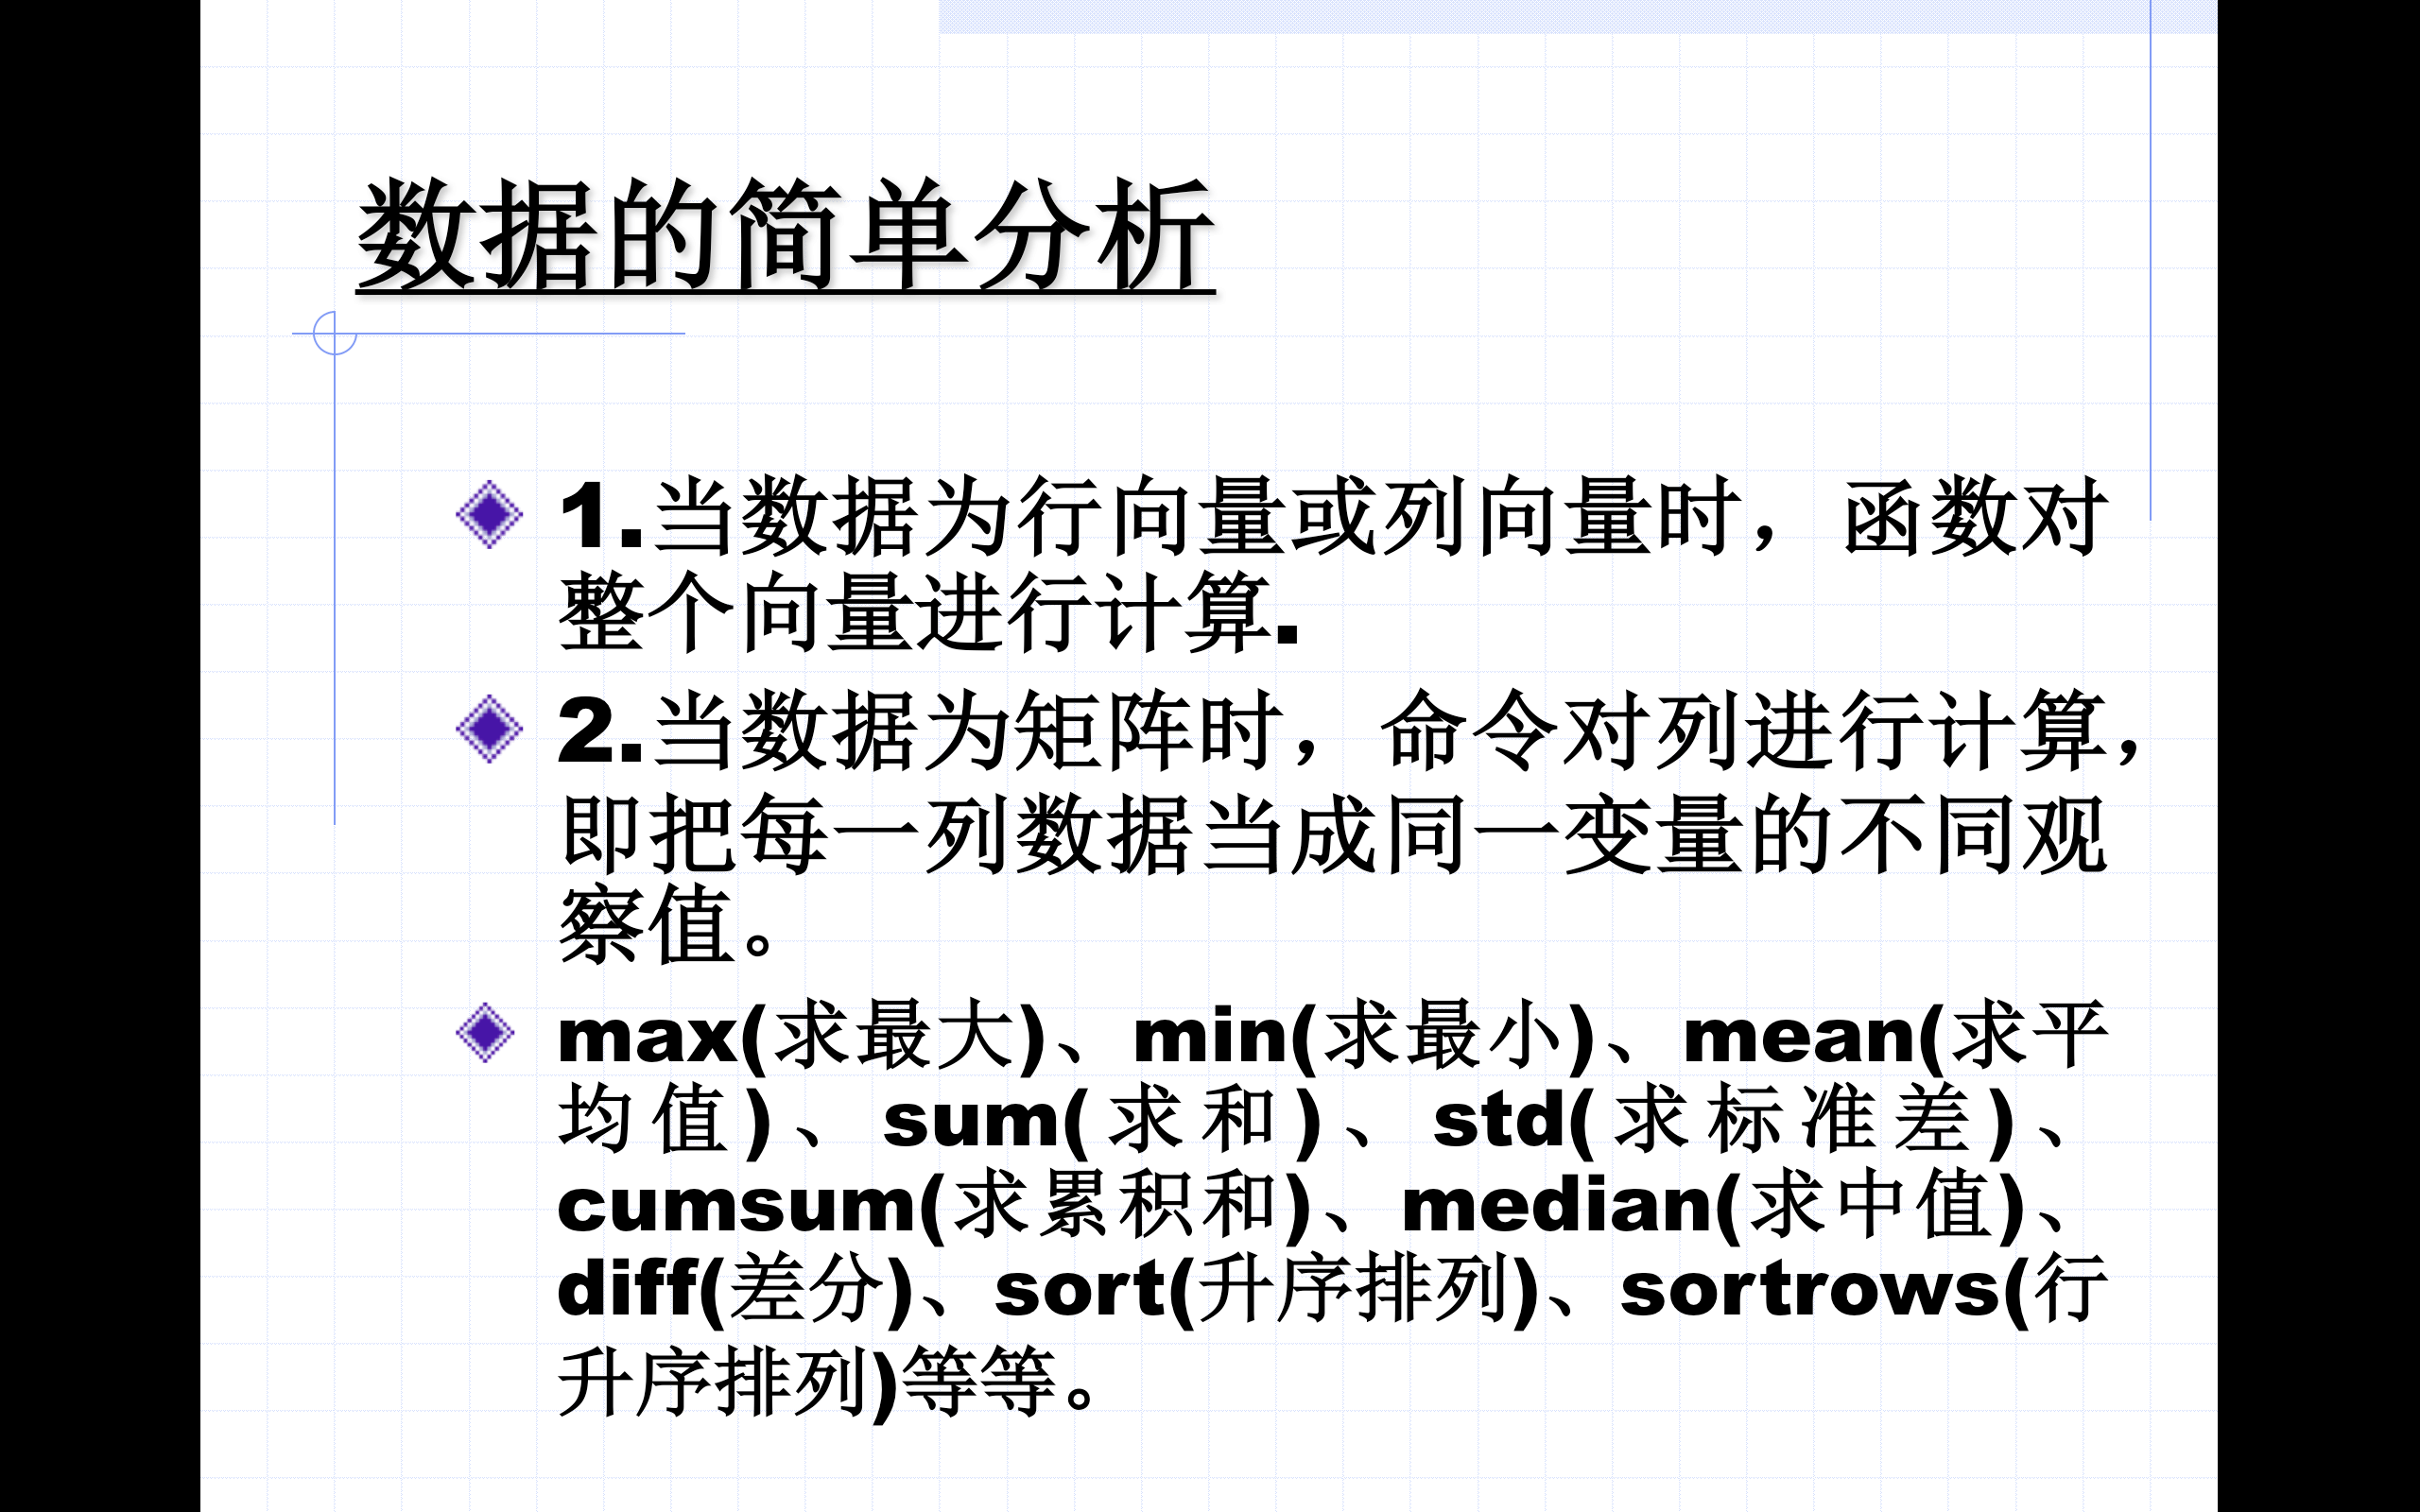 数据的简单分析
1.当数据为行向量或列向量时，函数对
整个向量进行计算.
2.当数据为矩阵时，命令对列进行计算，
即把每一列数据当成同一变量的不同观
察值。
max(求最大)、min(求最小)、mean(求平
均值)、sum(求和)、std(求标准差)、
cumsum(求累积和)、median(求中值)、
diff(差分)、sort(升序排列)、sortrows(行
升序排列)等等。